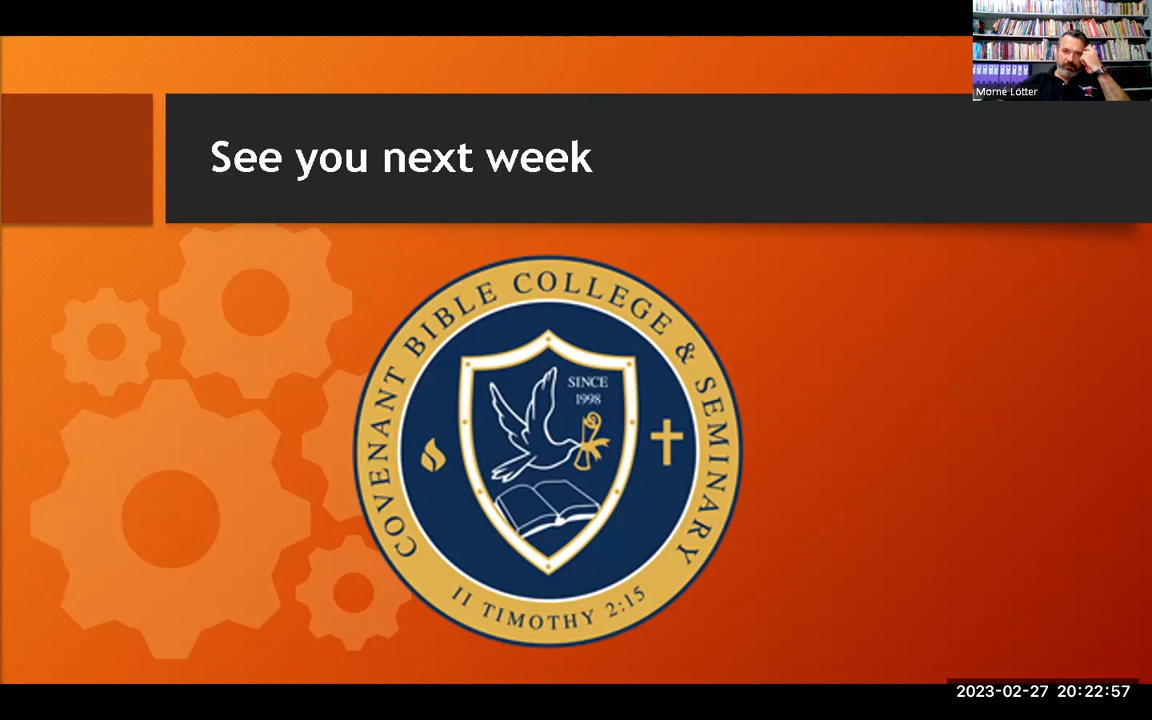 Morné Lötter
See you next week
COVENANT BIBLE COLLEGE & SEMINARY
SINCE
1998
II TIMOTHY 2:15
2023-02-27 20:22:57